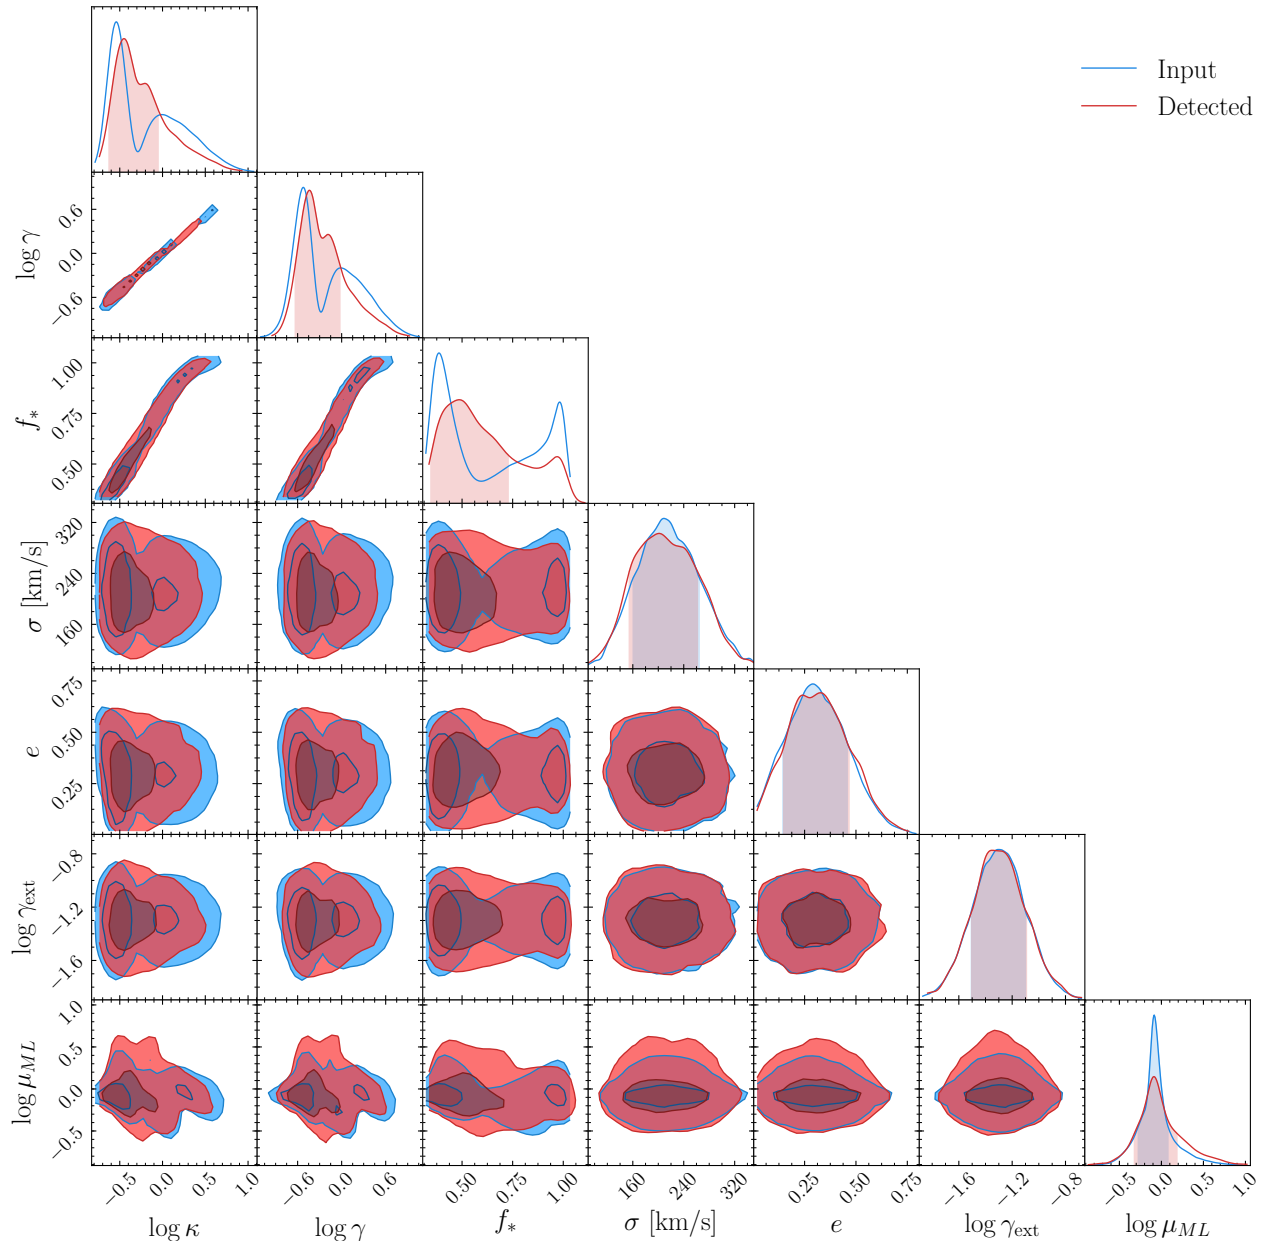 Input
Detected
log γ
0.6
0.0
−0.6
f*
1.00
0.75
0.50
σ [km/s]
320
240
160
e
0.75
0.50
0.25
log γext
−0.8
−1.2
−1.6
log μML
1.0
0.5
0.0
−0.5
−0.5 0.0 0.5 1.0 −0.6 0.0 0.6 0.50 0.75 1.00 160 240 320 0.25 0.50 0.75 −1.6 −1.2 −0.8 −0.5 0.0 0.5 1.0
log κ log γ f* σ [km/s] e log γext log μML